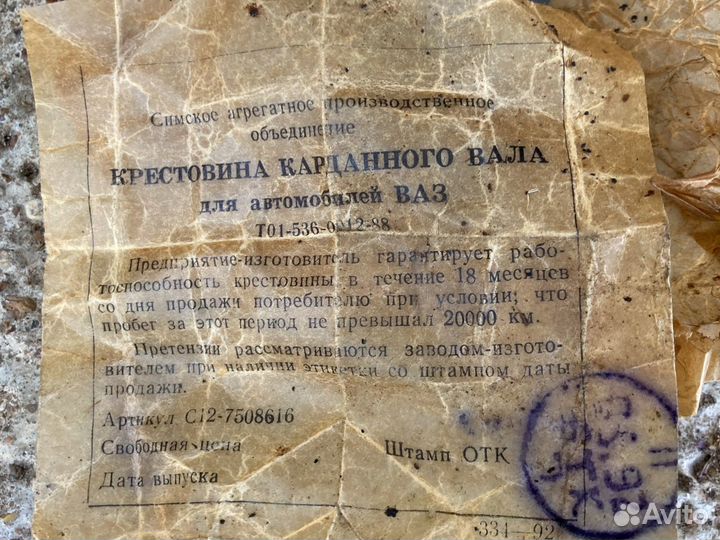 Симское агрегатное производственное
объединение
КРЕСТОВИНА КАРДАННОГО ВАЛА
для автомобилей ВАЗ
Т01-536-0012-88
Предприятие-изготовитель гарантирует рабо-
тоспособность крестовины в течение 18 месяцев
со дня продажи потребителю при условии, что
пробег за этот период не превышал 20000 км.
Претензии рассматриваются заводом-изгото-
вителем при наличии этикетки со штампом даты
продажи.
Артикул С12-7508616
Свободная цена
Штамп ОТК
Дата выпуска
334—92
Avito